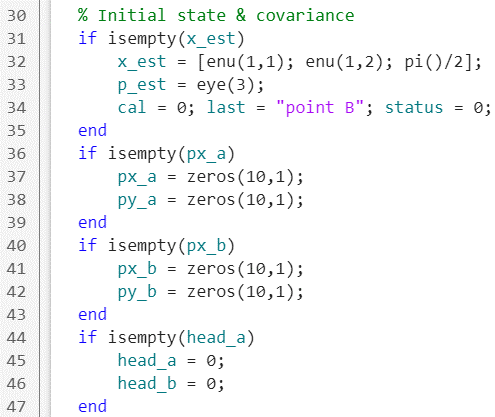 30 % Initial state & covariance
31 if isempty(x_est)
32 x_est = [enu(1,1); enu(1,2); pi()/2];
33 p_est = eye(3);
34 cal = 0; last = "point B"; status = 0;
35 end
36 if isempty(px_a)
37 px_a = zeros(10,1);
38 py_a = zeros(10,1);
39 end
40 if isempty(px_b)
41 px_b = zeros(10,1);
42 py_b = zeros(10,1);
43 end
44 if isempty(head_a)
45 head_a = 0;
46 head_b = 0;
47 end